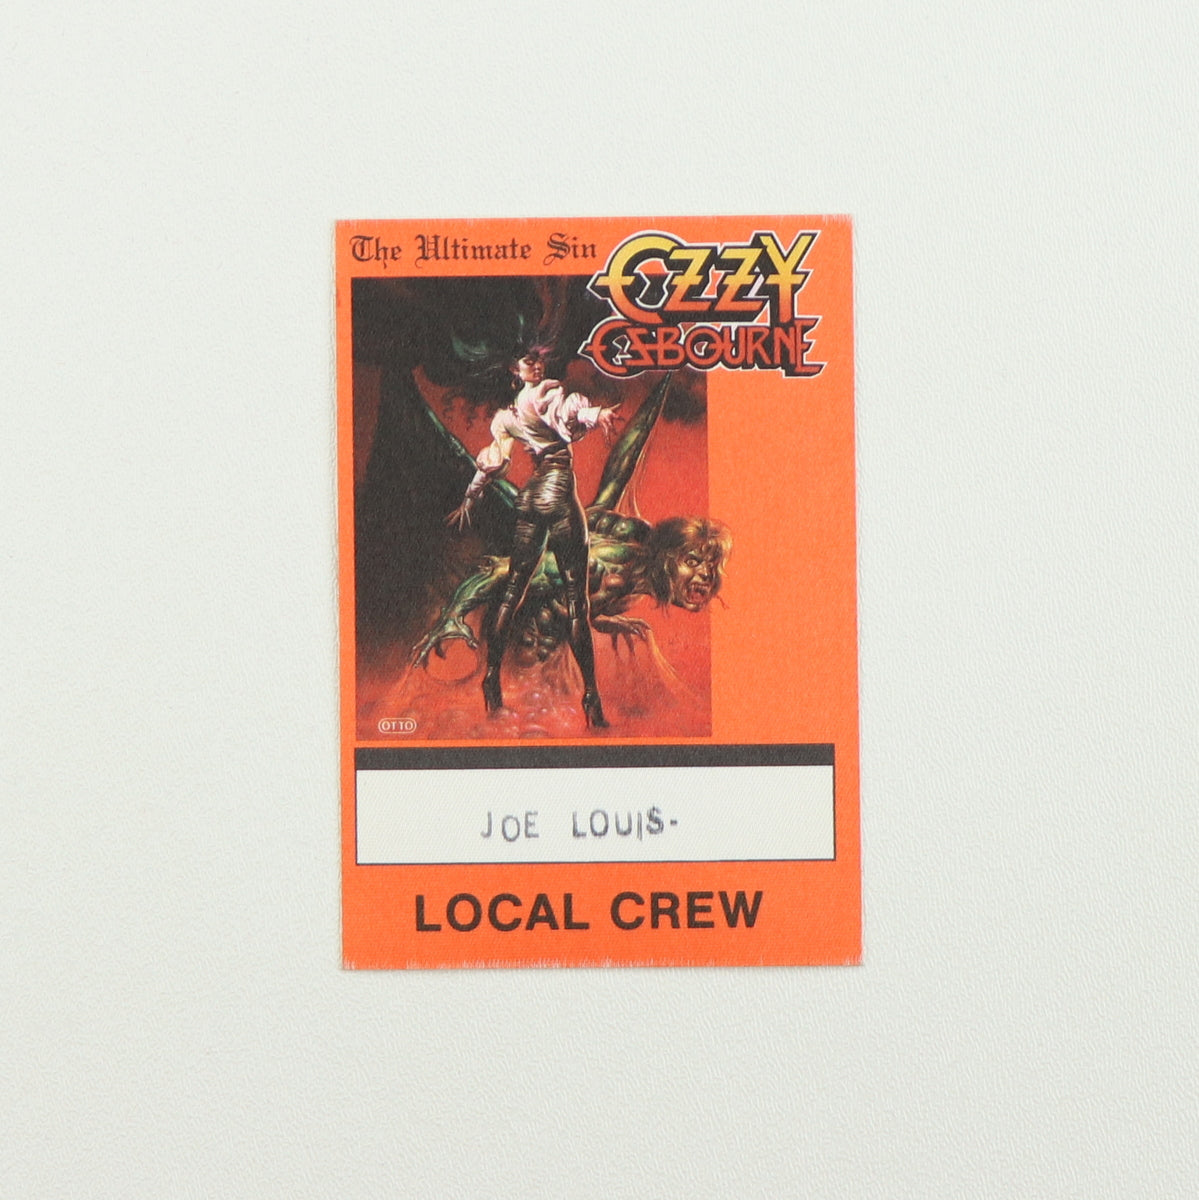 The Ultimate Sin
OZZY
OSBOURNE
OTTO
JOE LOUIS-
LOCAL CREW